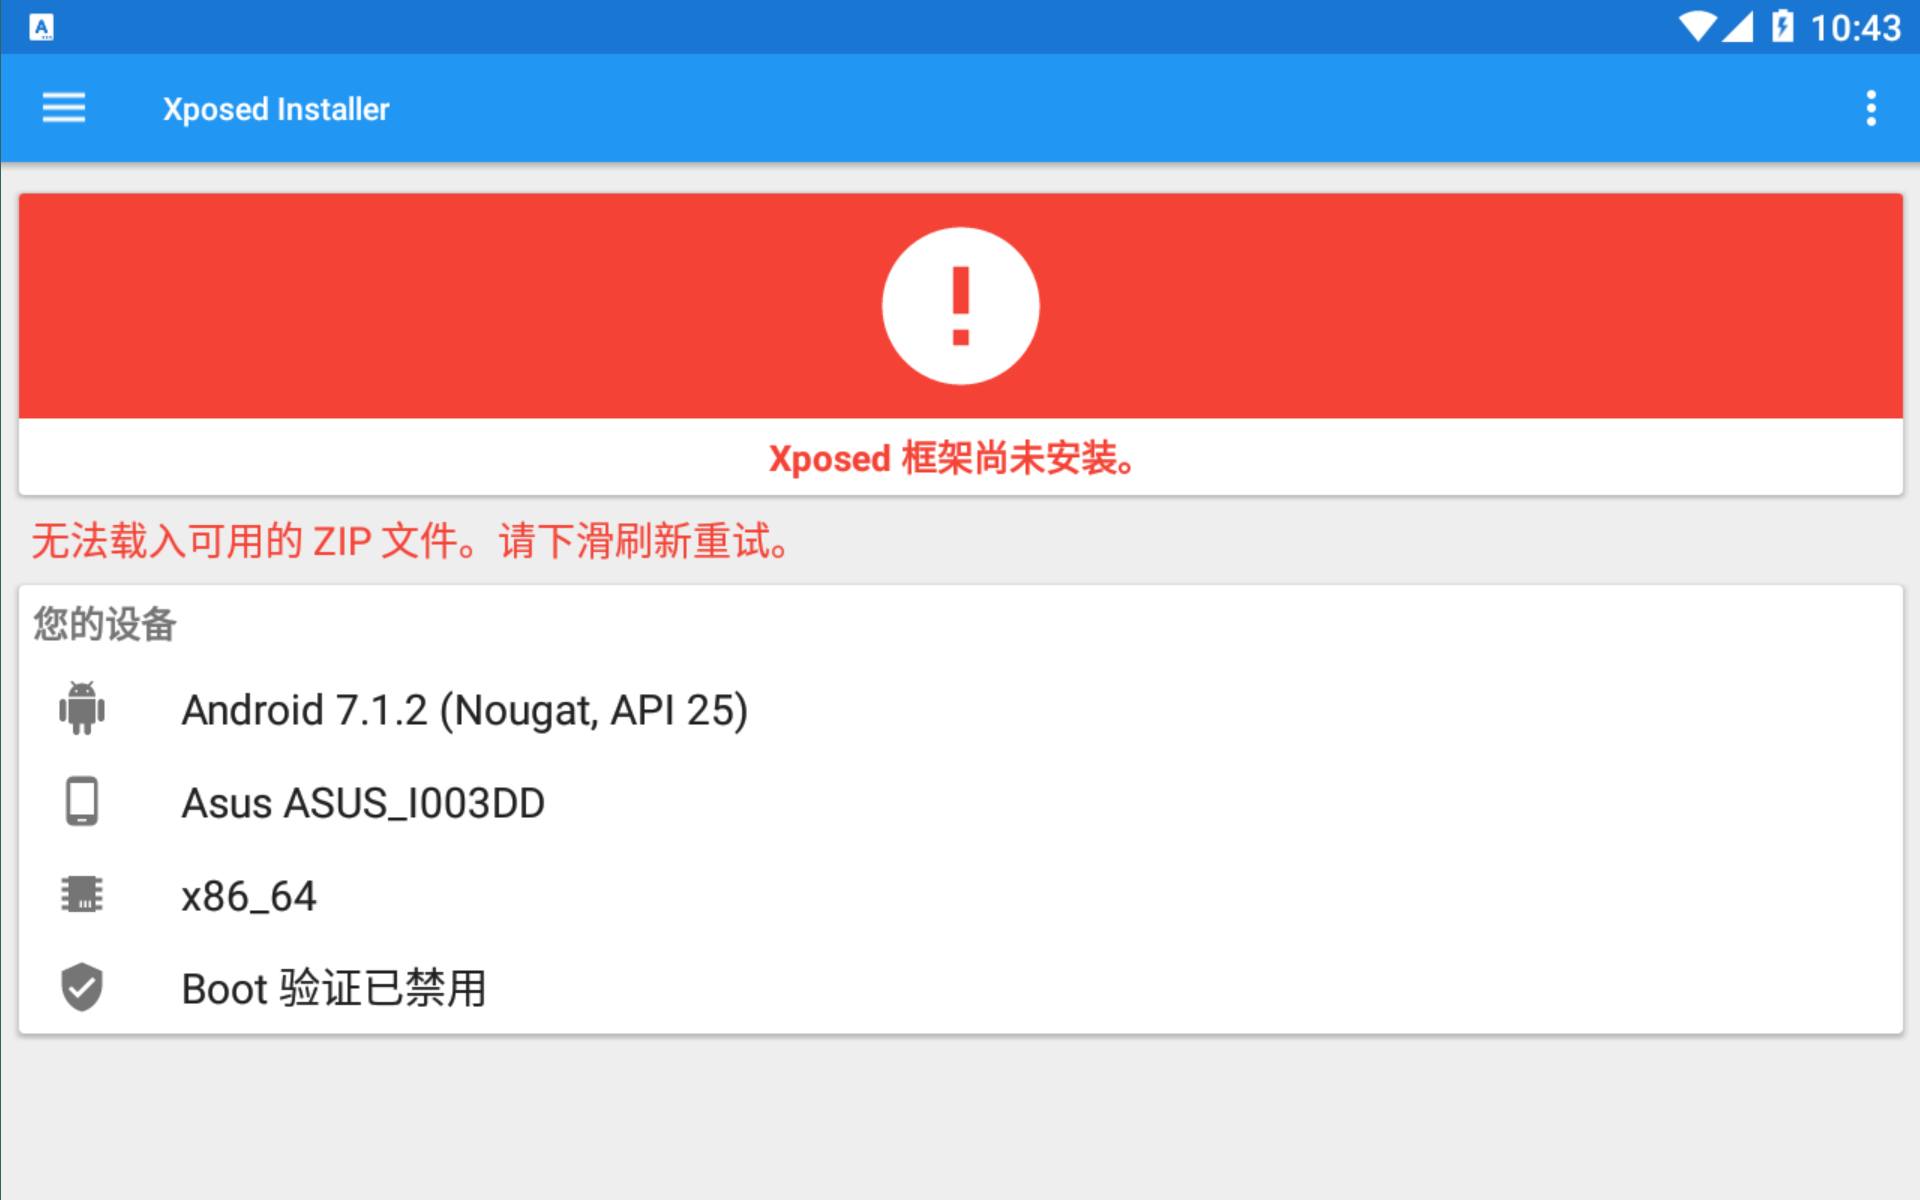 A
10:43
Xposed Installer
Xposed 框架尚未安装。
无法载入可用的 ZIP 文件。请下滑刷新重试。
您的设备
Android 7.1.2 (Nougat, API 25)
Asus ASUS_I003DD
x86_64
Boot 验证已禁用